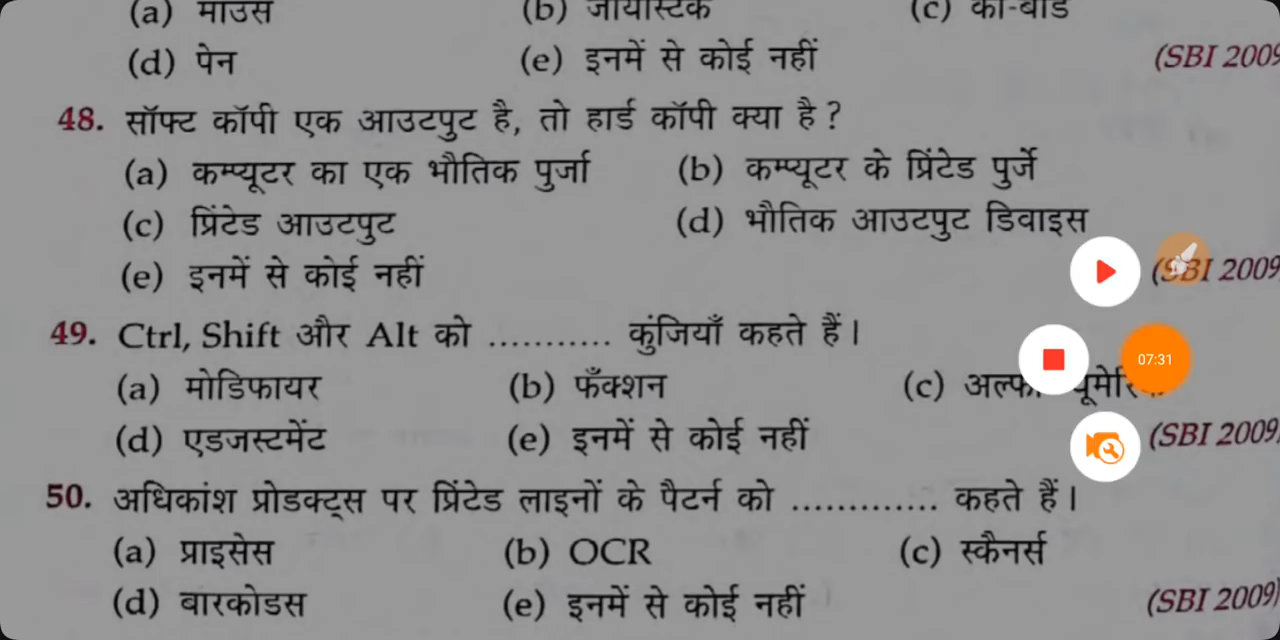 (a) माउस (b) जॉयस्टिक (c) की-बोर्ड
(d) पेन (e) इनमें से कोई नहीं (SBI 2009
48. सॉफ्ट कॉपी एक आउटपुट है, तो हार्ड कॉपी क्या है?
(a) कम्प्यूटर का एक भौतिक पुर्जा (b) कम्प्यूटर के प्रिंटेड पुर्जे
(c) प्रिंटेड आउटपुट (d) भौतिक आउटपुट डिवाइस
(e) इनमें से कोई नहीं (SBI 2009
49. Ctrl, Shift और Alt को ........... कुंजियाँ कहते हैं।
07:31
(a) मोडिफायर (b) फँक्शन (c)
(d) एडजस्टमेंट (e) इनमें से कोई नहीं (SBI 2009)
50. अधिकांश प्रोडक्ट्स पर प्रिंटेड लाइनों के पैटर्न को ............. कहते हैं।
(a) प्राइसेस (b) OCR (c) स्कैनर्स
(d) बारकोडस (e) इनमें से कोई नहीं (SBI 2009)